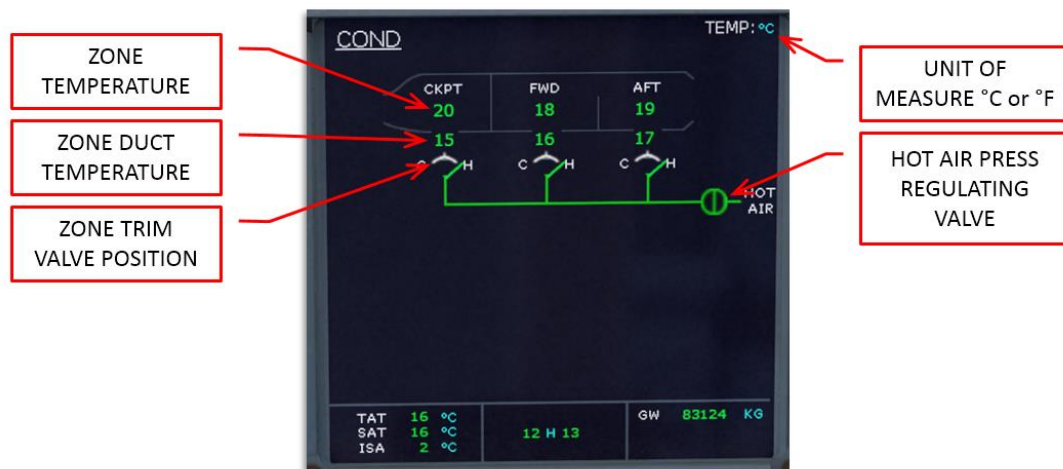 COND
TEMP: °C
CKPT FWD AFT
20 18 19
15 16 17
C H C H C H
HOT
AIR
TAT 16 °C
SAT 16 °C
ISA 2 °C
12 H 13
GW 83124 KG
ZONE
TEMPERATURE
ZONE DUCT
TEMPERATURE
ZONE TRIM
VALVE POSITION
UNIT OF
MEASURE °C or °F
HOT AIR PRESS
REGULATING
VALVE